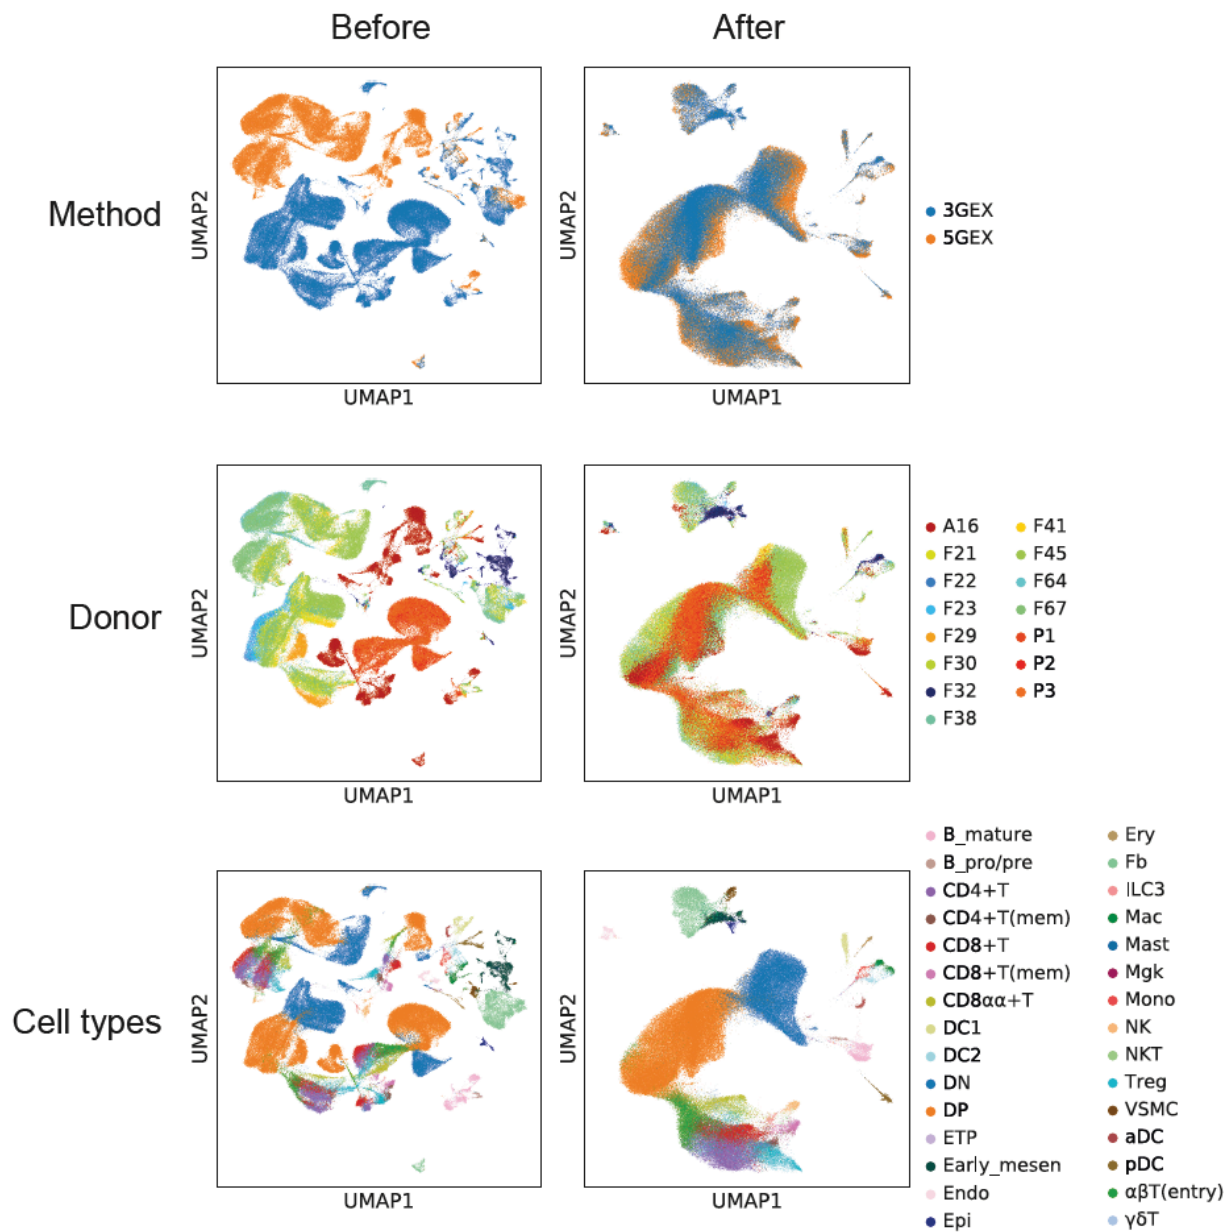 Before
After
Method
UMAP2
UMAP1
UMAP2
UMAP1
3GEX
5GEX
Donor
UMAP2
UMAP1
UMAP2
UMAP1
A16
F21
F22
F23
F29
F30
F32
F38
F41
F45
F64
F67
P1
P2
P3
Cell types
UMAP2
UMAP1
UMAP2
UMAP1
B_mature
B_pro/pre
CD4+T
CD4+T(mem)
CD8+T
CD8+T(mem)
CD8αα+T
DC1
DC2
DN
DP
ETP
Early_mesen
Endo
Epi
Ery
Fb
ILC3
Mac
Mast
Mgk
Mono
NK
NKT
Treg
VSMC
aDC
pDC
αβT(entry)
γδT